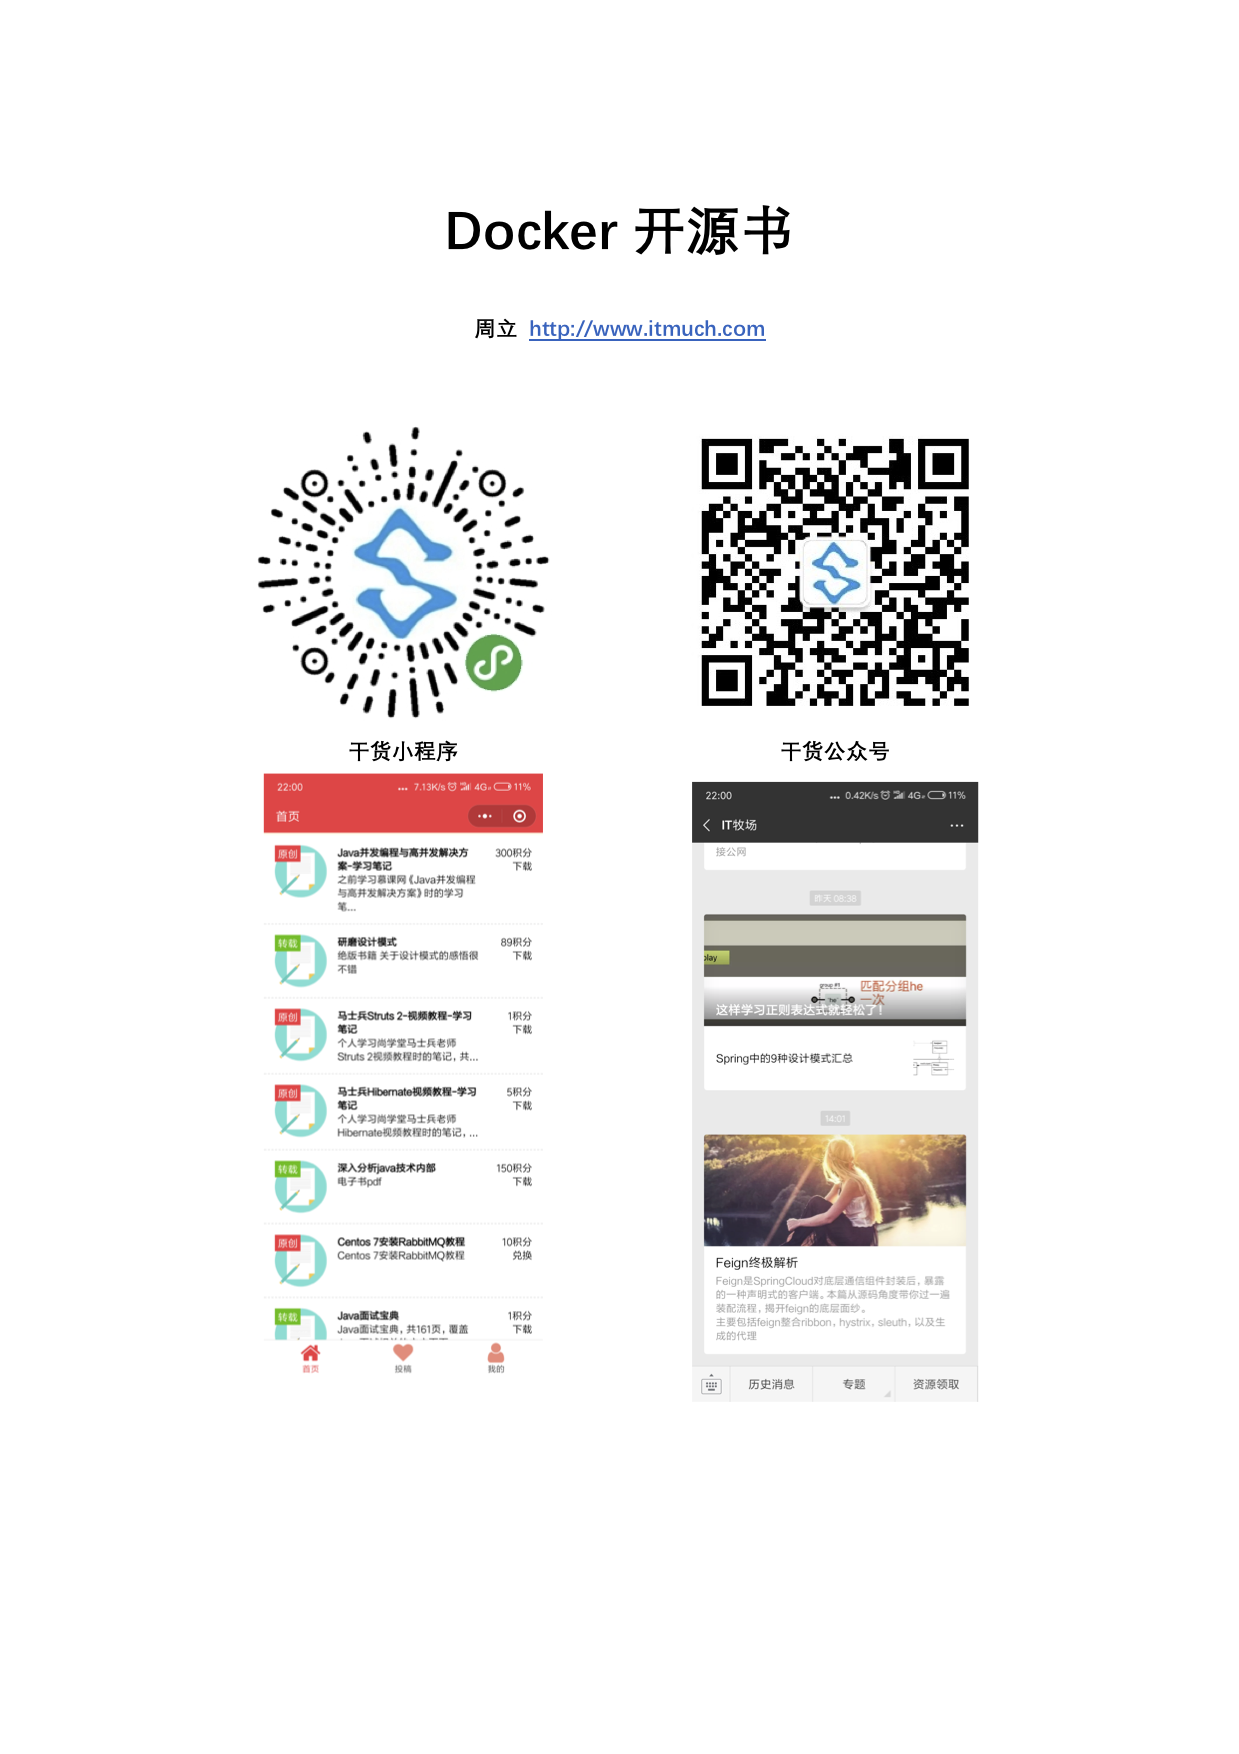 Docker 开源书
周立 http://www.itmuch.com
干货小程序
22:00 ... 7.13K/s 4G 11%
首页
原创
Java并发编程与高并发解决方
案-学习笔记
之前学习慕课网《Java并发编程
与高并发解决方案》时的学习
笔...
300积分
下载
转载
研磨设计模式
绝版书籍 关于设计模式的感悟很
不错
89积分
下载
原创
马士兵Struts 2-视频教程-学习
笔记
个人学习尚学堂马士兵老师
Struts 2视频教程时的笔记，共...
1积分
下载
原创
马士兵Hibernate视频教程-学习
笔记
个人学习尚学堂马士兵老师
Hibernate视频教程时的笔记，...
5积分
下载
转载
深入分析java技术内部
电子书pdf
150积分
下载
原创
Centos 7安装RabbitMQ教程
Centos 7安装RabbitMQ教程
10积分
兑换
转载
Java面试宝典
Java面试宝典，共161页，覆盖
1积分
下载
首页
投稿
我的
干货公众号
22:00 ... 0.42K/s 4G 11%
IT牧场 ...
接公网
昨天 08:38
play
group #1
he
匹配分组he
一次
这样学习正则表达式就轻松了！
Spring中的9种设计模式汇总
14:01
Feign终极解析
Feign是SpringCloud对底层通信组件封装后，暴露
的一种声明式的客户端。本篇从源码角度带你过一遍
装配流程，揭开feign的底层面纱。
主要包括feign整合ribbon，hystrix，sleuth，以及生
成的代理
历史消息
专题
资源领取